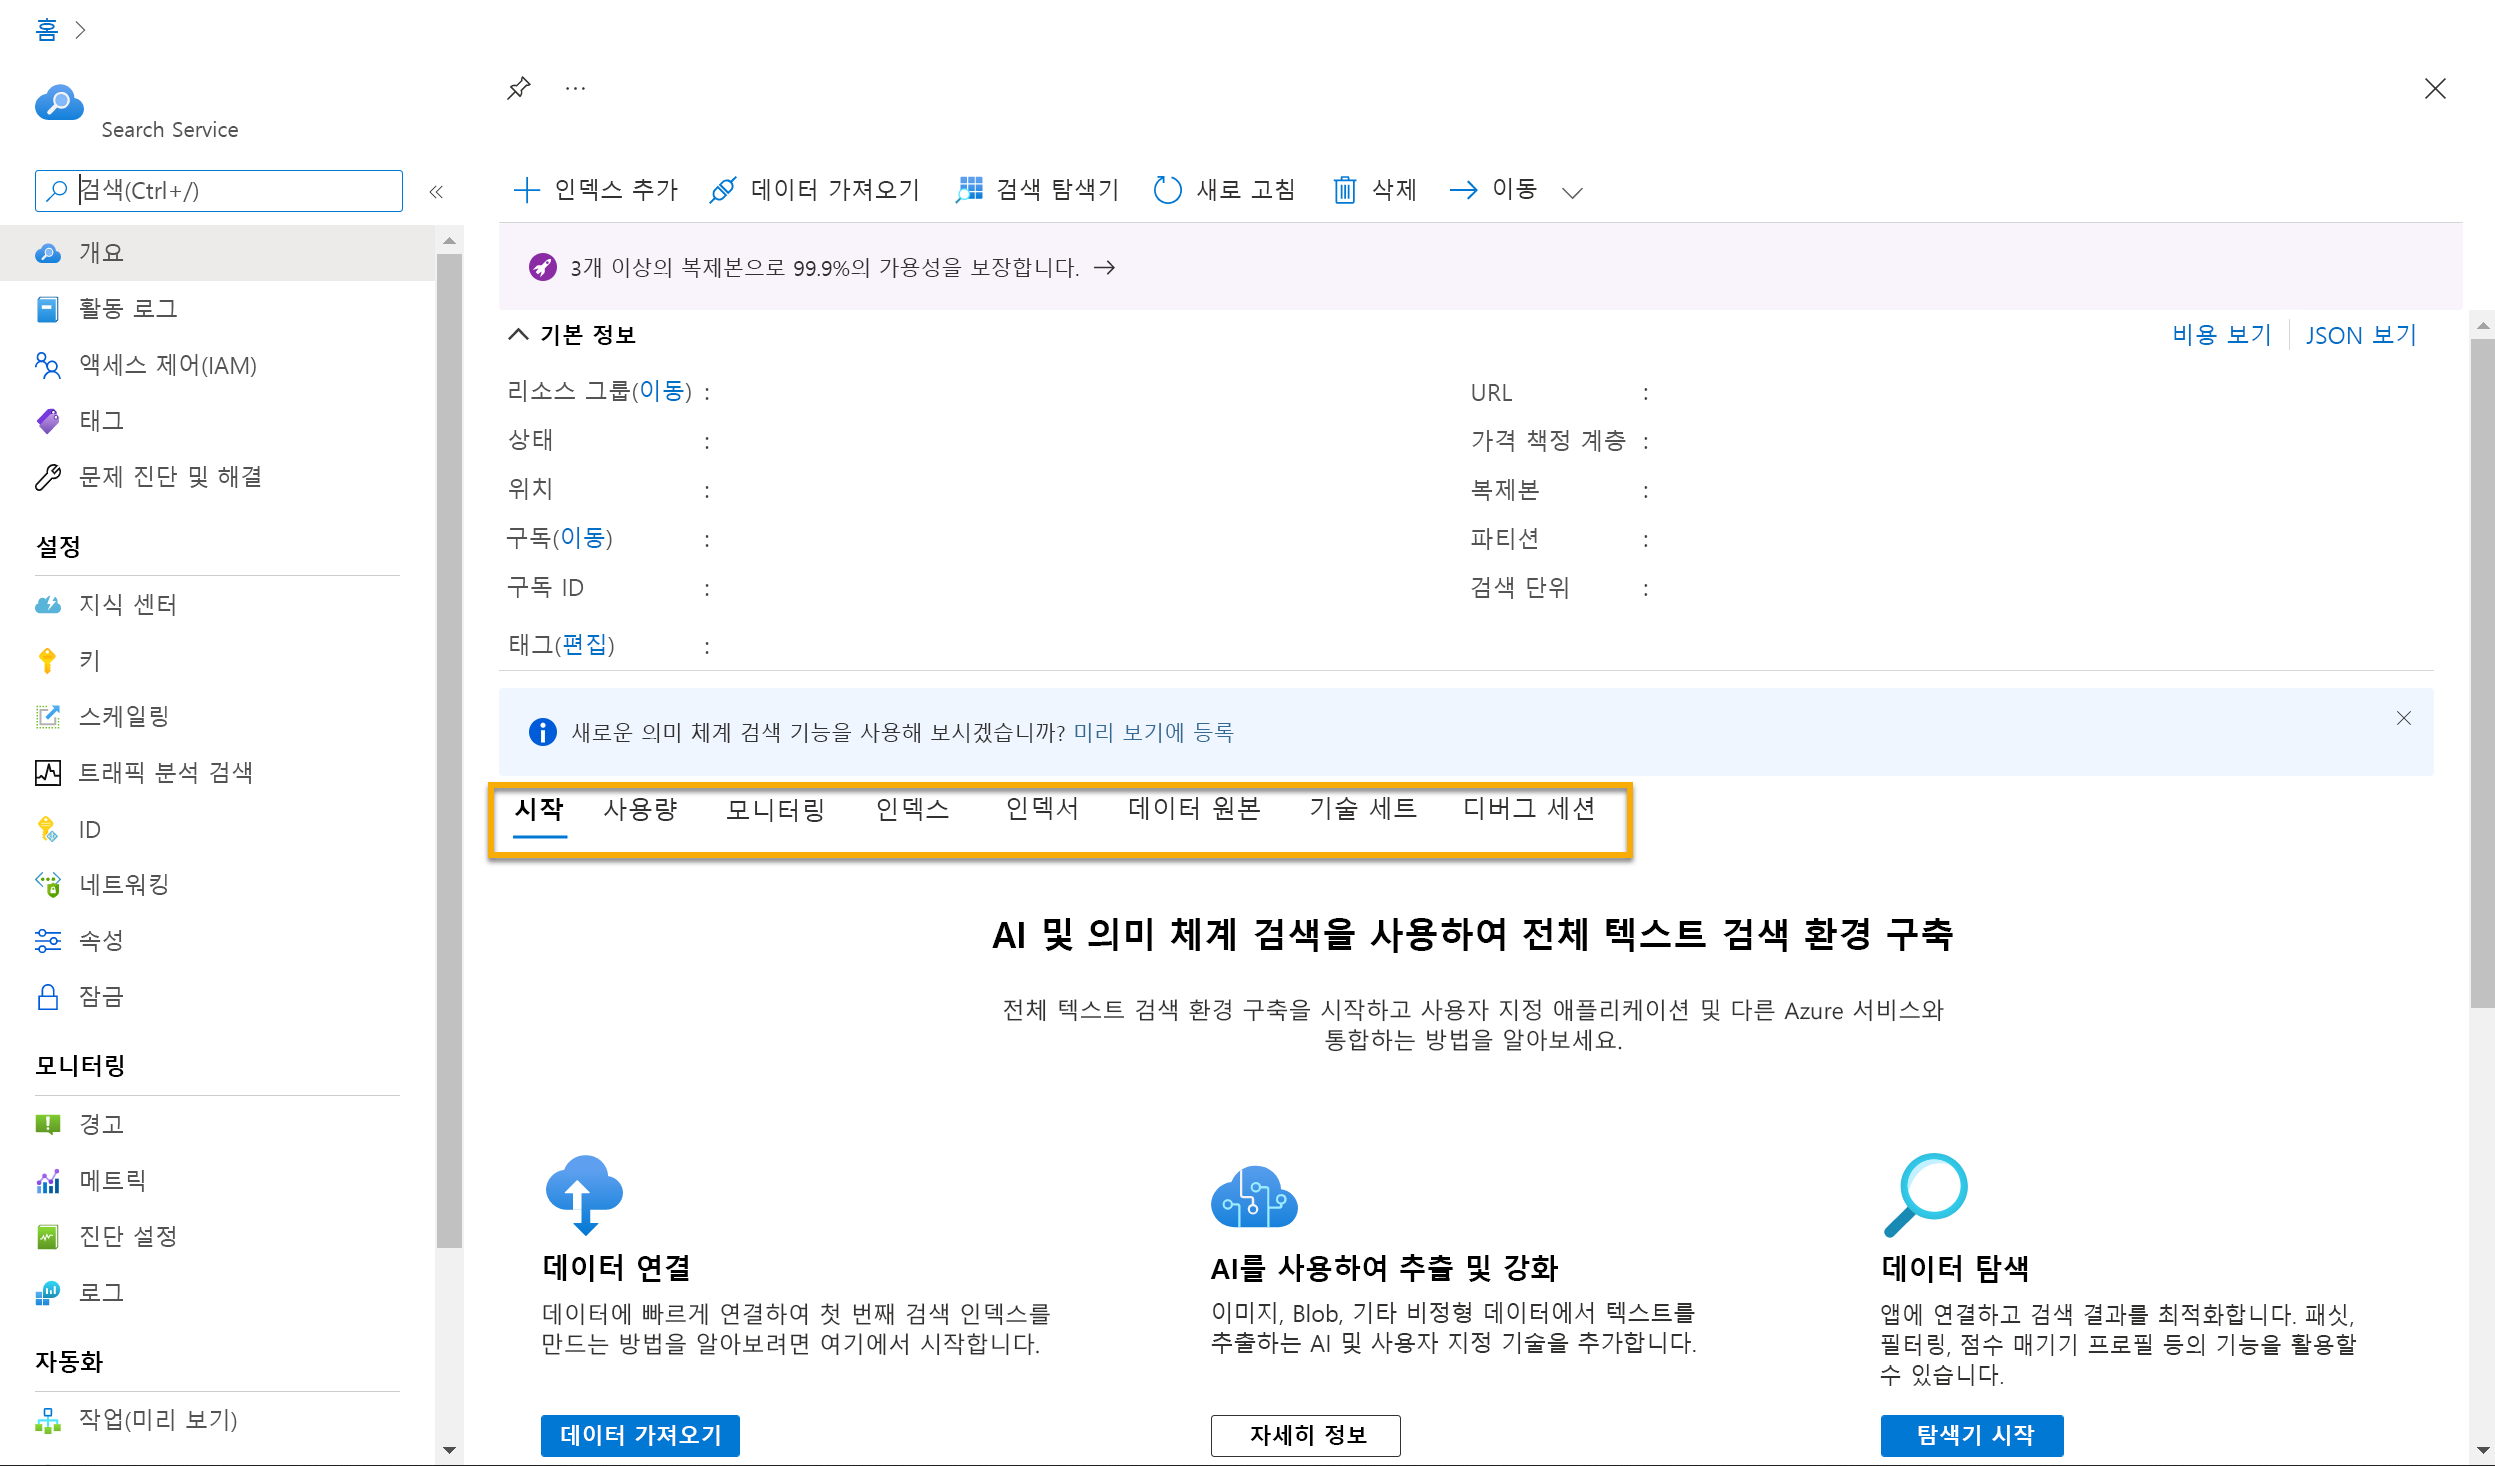 홈
Search Service
검색(Ctrl+/)
개요
활동 로그
액세스 제어(IAM)
태그
문제 진단 및 해결
설정
지식 센터
키
스케일링
트래픽 분석 검색
ID
네트워킹
속성
잠금
모니터링
경고
메트릭
진단 설정
로그
자동화
작업(미리 보기)
인덱스 추가 데이터 가져오기 검색 탐색기 새로 고침 삭제 이동
3개 이상의 복제본으로 99.9%의 가용성을 보장합니다. →
기본 정보
비용 보기 JSON 보기
리소스 그룹(이동) :
상태 :
위치 :
구독(이동) :
구독 ID :
태그(편집) :
URL :
가격 책정 계층 :
복제본 :
파티션 :
검색 단위 :
새로운 의미 체계 검색 기능을 사용해 보시겠습니까? 미리 보기에 등록
시작 사용량 모니터링 인덱스 인덱서 데이터 원본 기술 세트 디버그 세션
AI 및 의미 체계 검색을 사용하여 전체 텍스트 검색 환경 구축
전체 텍스트 검색 환경 구축을 시작하고 사용자 지정 애플리케이션 및 다른 Azure 서비스와
통합하는 방법을 알아보세요.
데이터 연결
데이터에 빠르게 연결하여 첫 번째 검색 인덱스를
만드는 방법을 알아보려면 여기에서 시작합니다.
데이터 가져오기
AI를 사용하여 추출 및 강화
이미지, Blob, 기타 비정형 데이터에서 텍스트를
추출하는 AI 및 사용자 지정 기술을 추가합니다.
자세히 정보
데이터 탐색
앱에 연결하고 검색 결과를 최적화합니다. 패싯,
필터링, 점수 매기기 프로필 등의 기능을 활용할
수 있습니다.
탐색기 시작